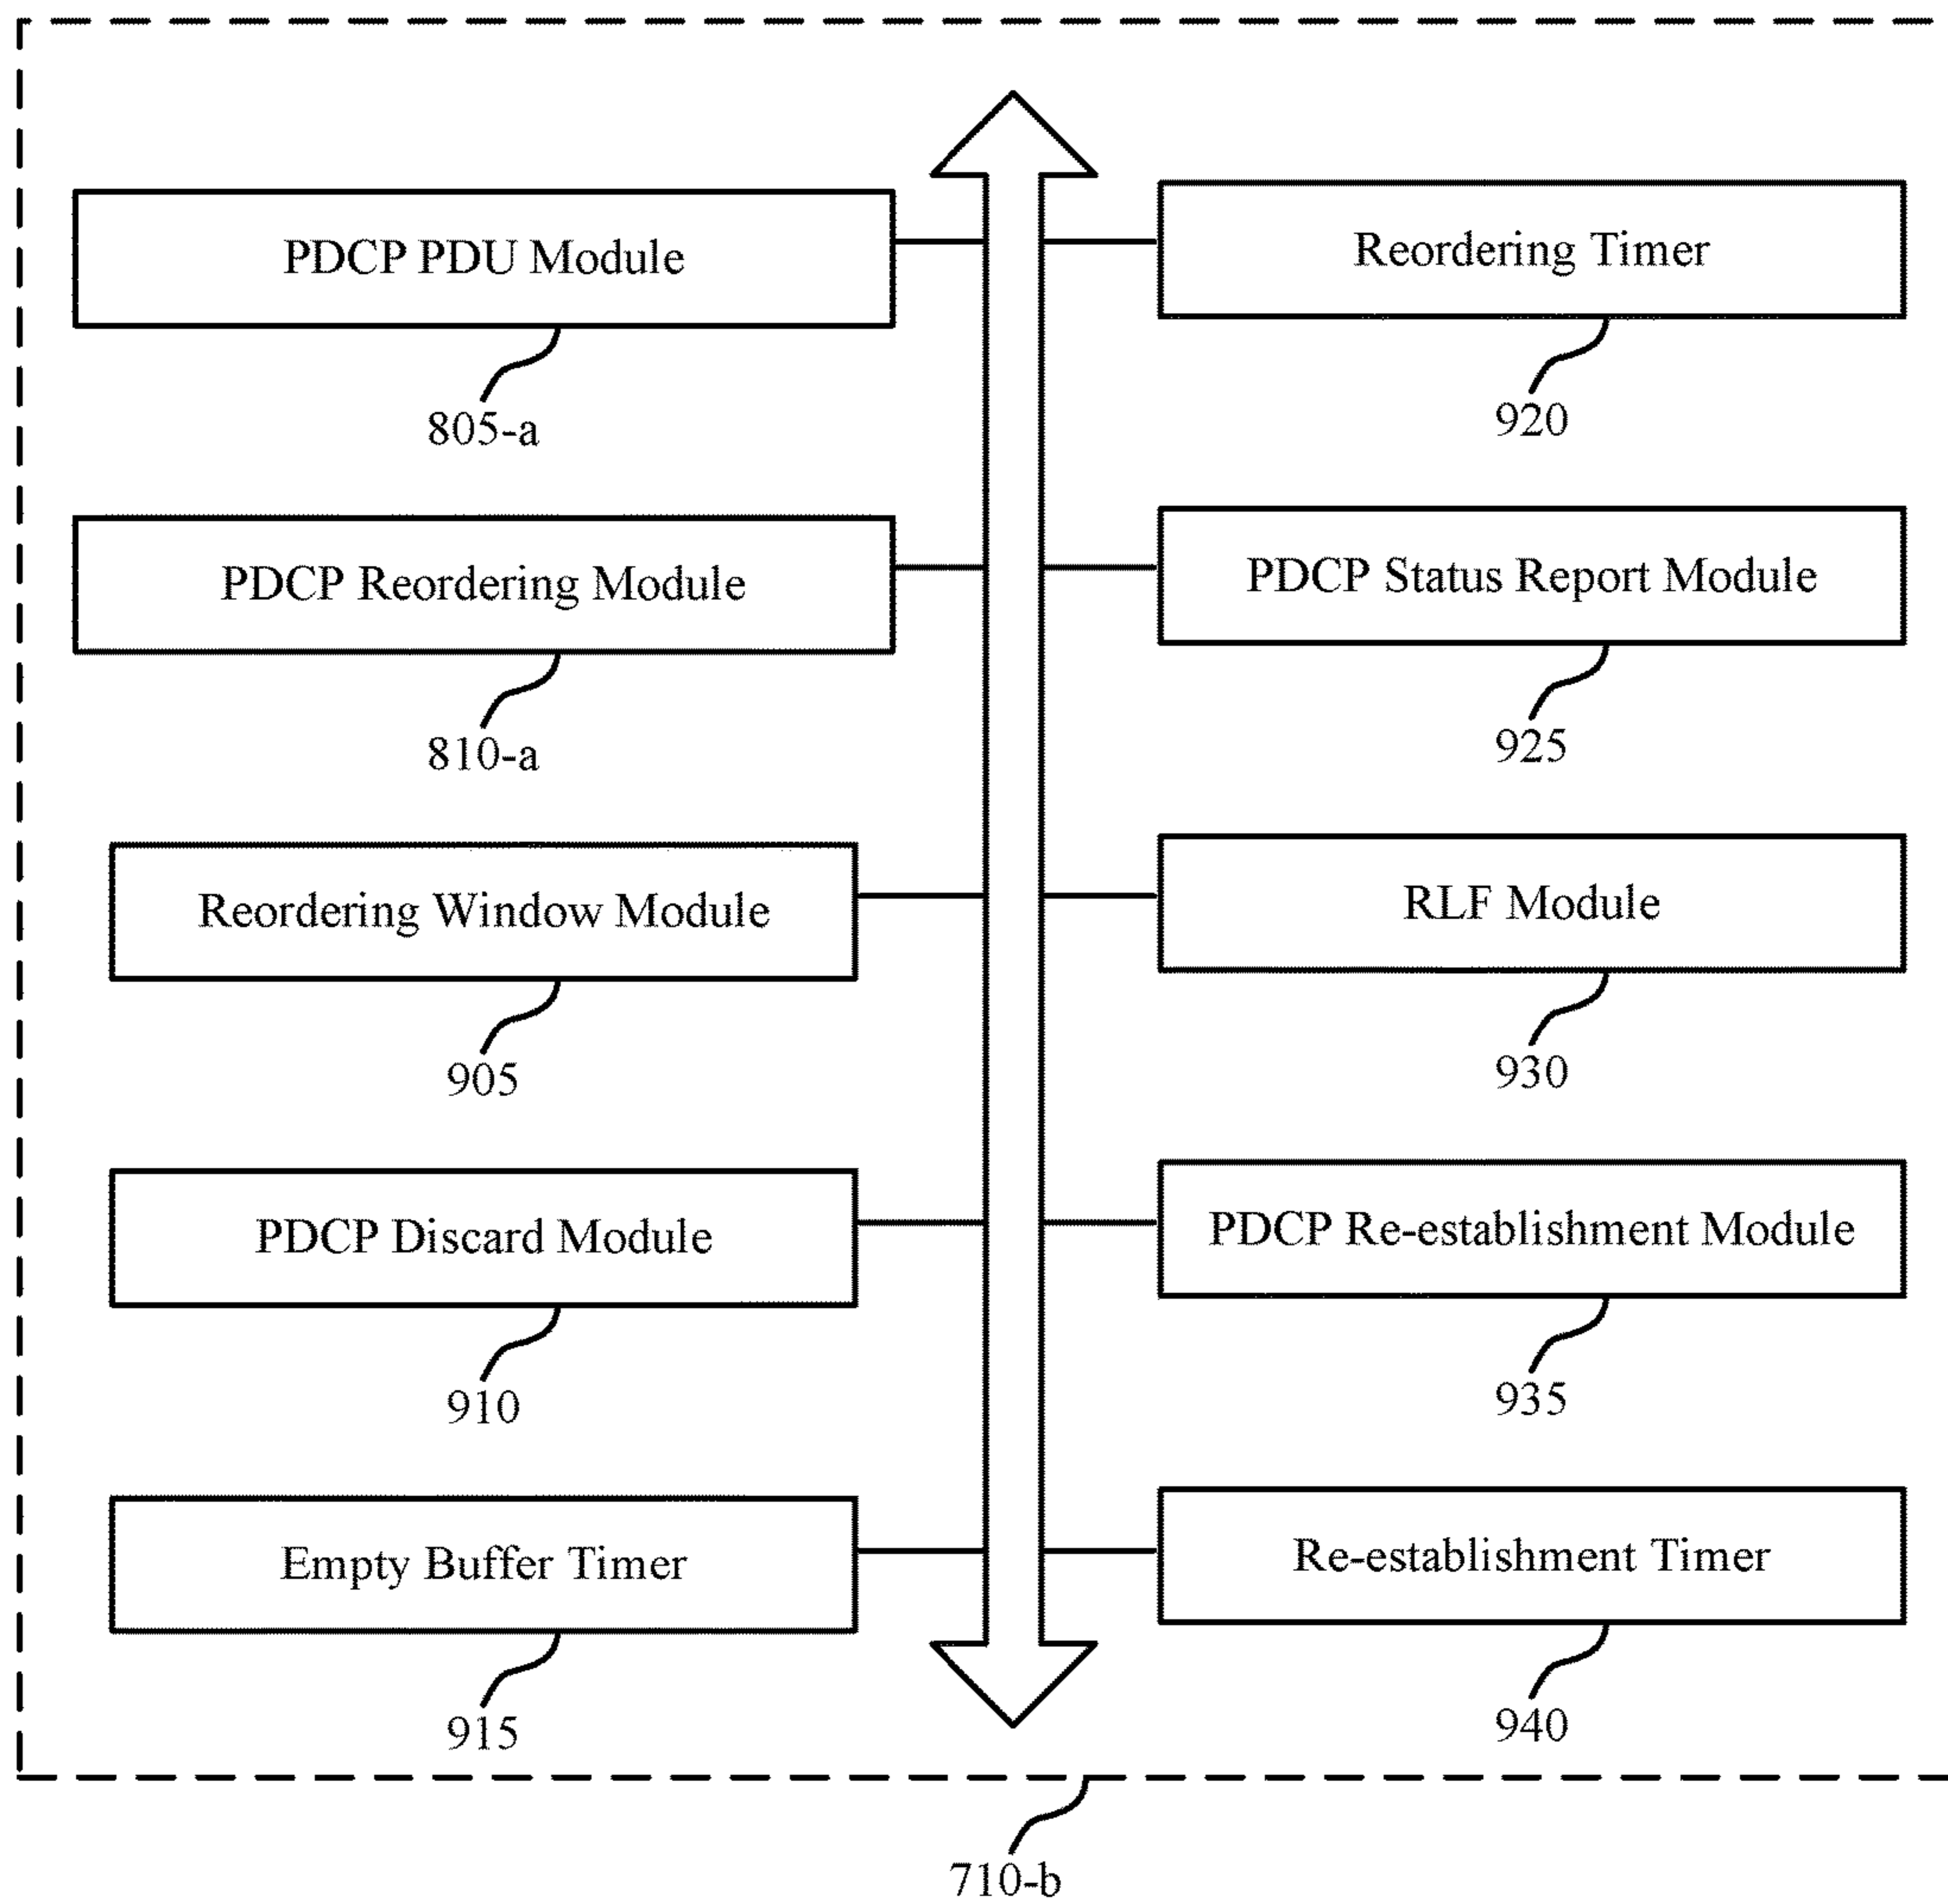 PDCP PDU Module
805-a
PDCP Reordering Module
810-a
Reordering Window Module
905
PDCP Discard Module
910
Empty Buffer Timer
915
Reordering Timer
920
PDCP Status Report Module
925
RLF Module
930
PDCP Re-establishment Module
935
Re-establishment Timer
940
710-b